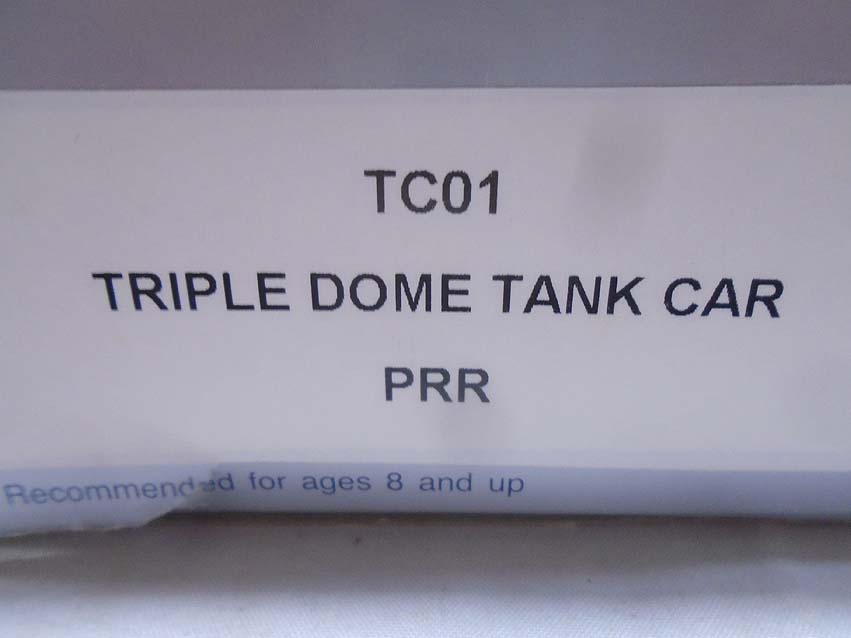 TC01
TRIPLE DOME TANK CAR
PRR
Recommended for ages 8 and up